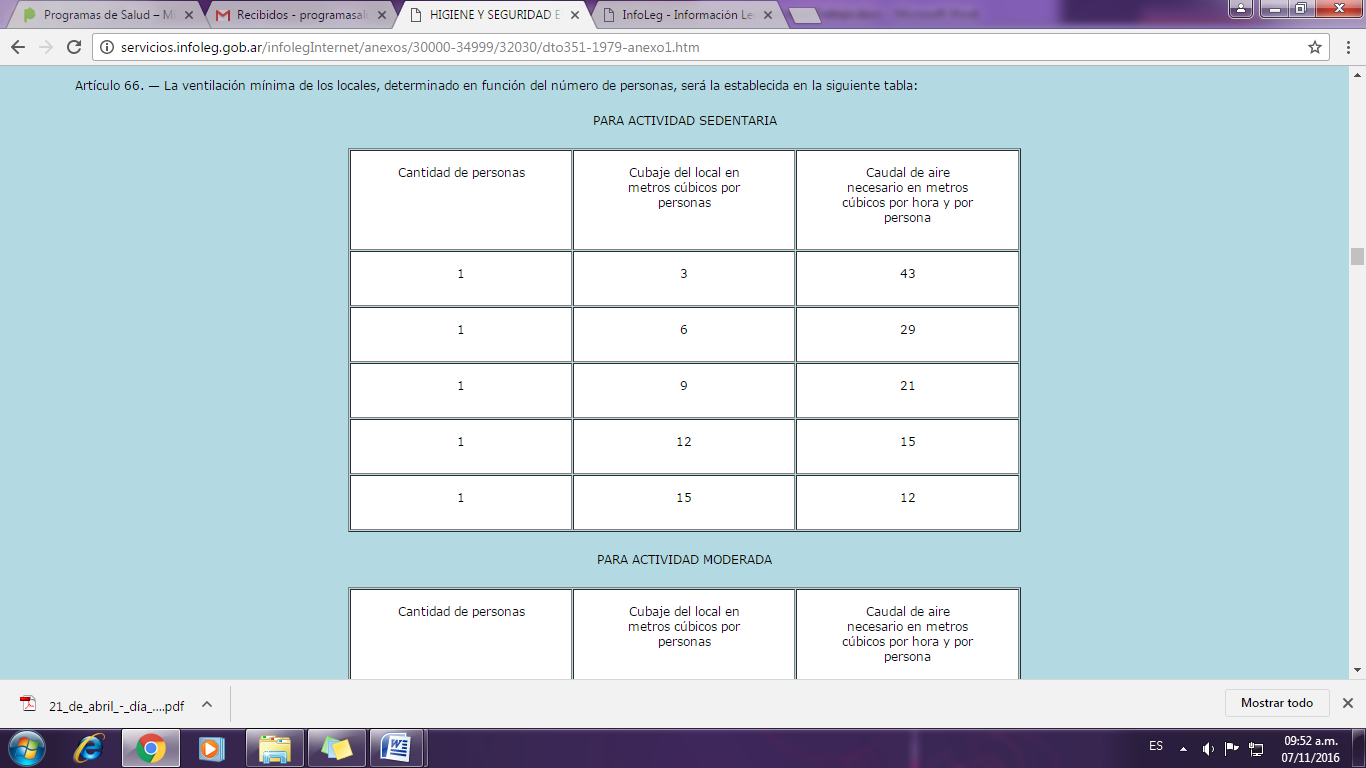 Programas de Salud – Mi
Recibidos - programasalu
HIGIENE Y SEGURIDAD E
InfoLeg - Información Le
servicios.infoleg.gob.ar/infolegInternet/anexos/30000-34999/32030/dto351-1979-anexo1.htm
Artículo 66. — La ventilación mínima de los locales, determinado en función del número de personas, será la establecida en la siguiente tabla:
PARA ACTIVIDAD SEDENTARIA
Cantidad de personas
Cubaje del local en
metros cúbicos por
personas
Caudal de aire
necesario en metros
cúbicos por hora y por
persona
1 3 43
1 6 29
1 9 21
1 12 15
1 15 12
PARA ACTIVIDAD MODERADA
Cantidad de personas
Cubaje del local en
metros cúbicos por
personas
Caudal de aire
necesario en metros
cúbicos por hora y por
persona
21_de_abril_-_día_....pdf
Mostrar todo
ES
09:52 a.m.
07/11/2016